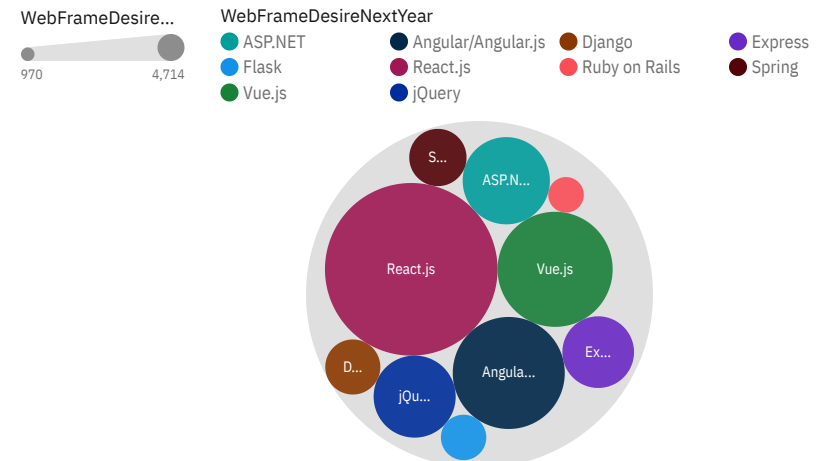 WebFrameDesire...
970
4,714
WebFrameDesireNextYear
ASP.NET
Angular/Angular.js
Django
Express
Flask
React.js
Ruby on Rails
Spring
Vue.js
jQuery
S...
ASP.N...
React.js
Vue.js
Ex...
D...
Angula...
jQu...